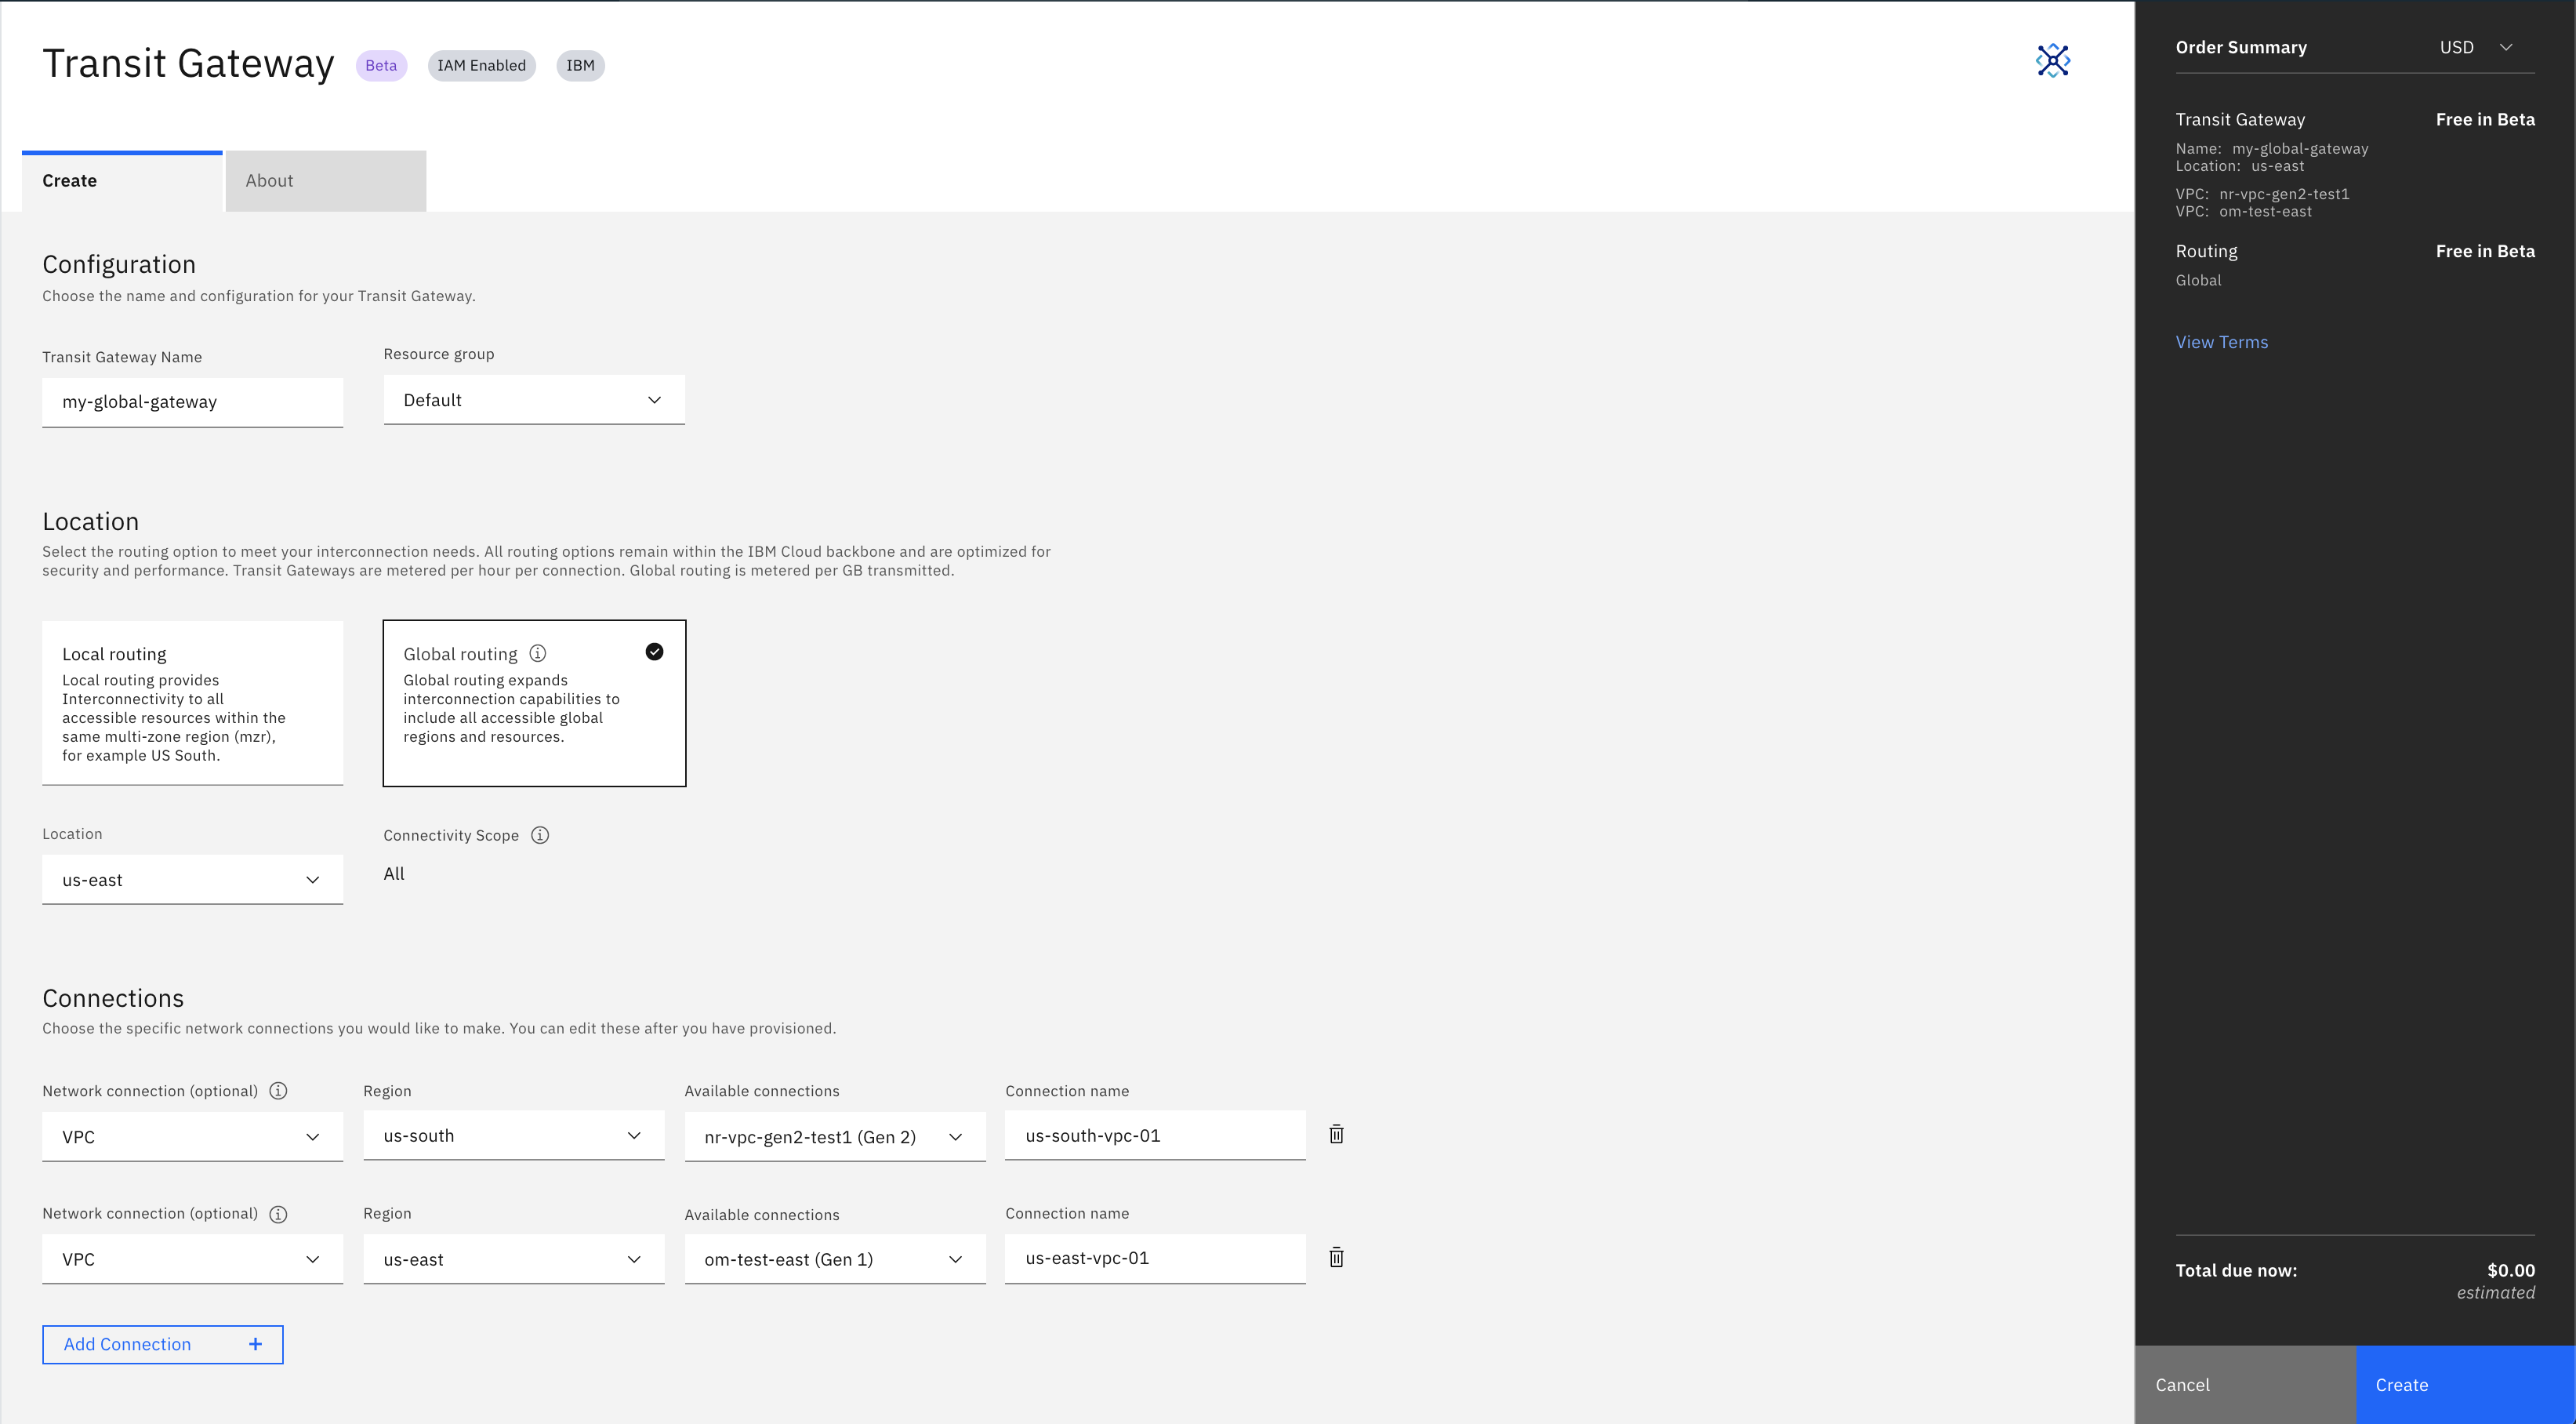 Transit Gateway Beta IAM Enabled IBM
Create About
Configuration
Choose the name and configuration for your Transit Gateway.
Transit Gateway Name Resource group
my-global-gateway Default
Location
Select the routing option to meet your interconnection needs. All routing options remain within the IBM Cloud backbone and are optimized for
security and performance. Transit Gateways are metered per hour per connection. Global routing is metered per GB transmitted.
Local routing
Local routing provides
Interconnectivity to all
accessible resources within the
same multi-zone region (mzr),
for example US South.
Global routing
Global routing expands
interconnection capabilities to
include all accessible global
regions and resources.
Location Connectivity Scope
us-east All
Connections
Choose the specific network connections you would like to make. You can edit these after you have provisioned.
Network connection (optional) Region Available connections Connection name
VPC us-south nr-vpc-gen2-test1 (Gen 2) us-south-vpc-01
Network connection (optional) Region Available connections Connection name
VPC us-east om-test-east (Gen 1) us-east-vpc-01
Add Connection +
Order Summary USD
Transit Gateway Free in Beta
Name: my-global-gateway
Location: us-east
VPC: nr-vpc-gen2-test1
VPC: om-test-east
Routing Free in Beta
Global
View Terms
Total due now: $0.00
estimated
Cancel Create